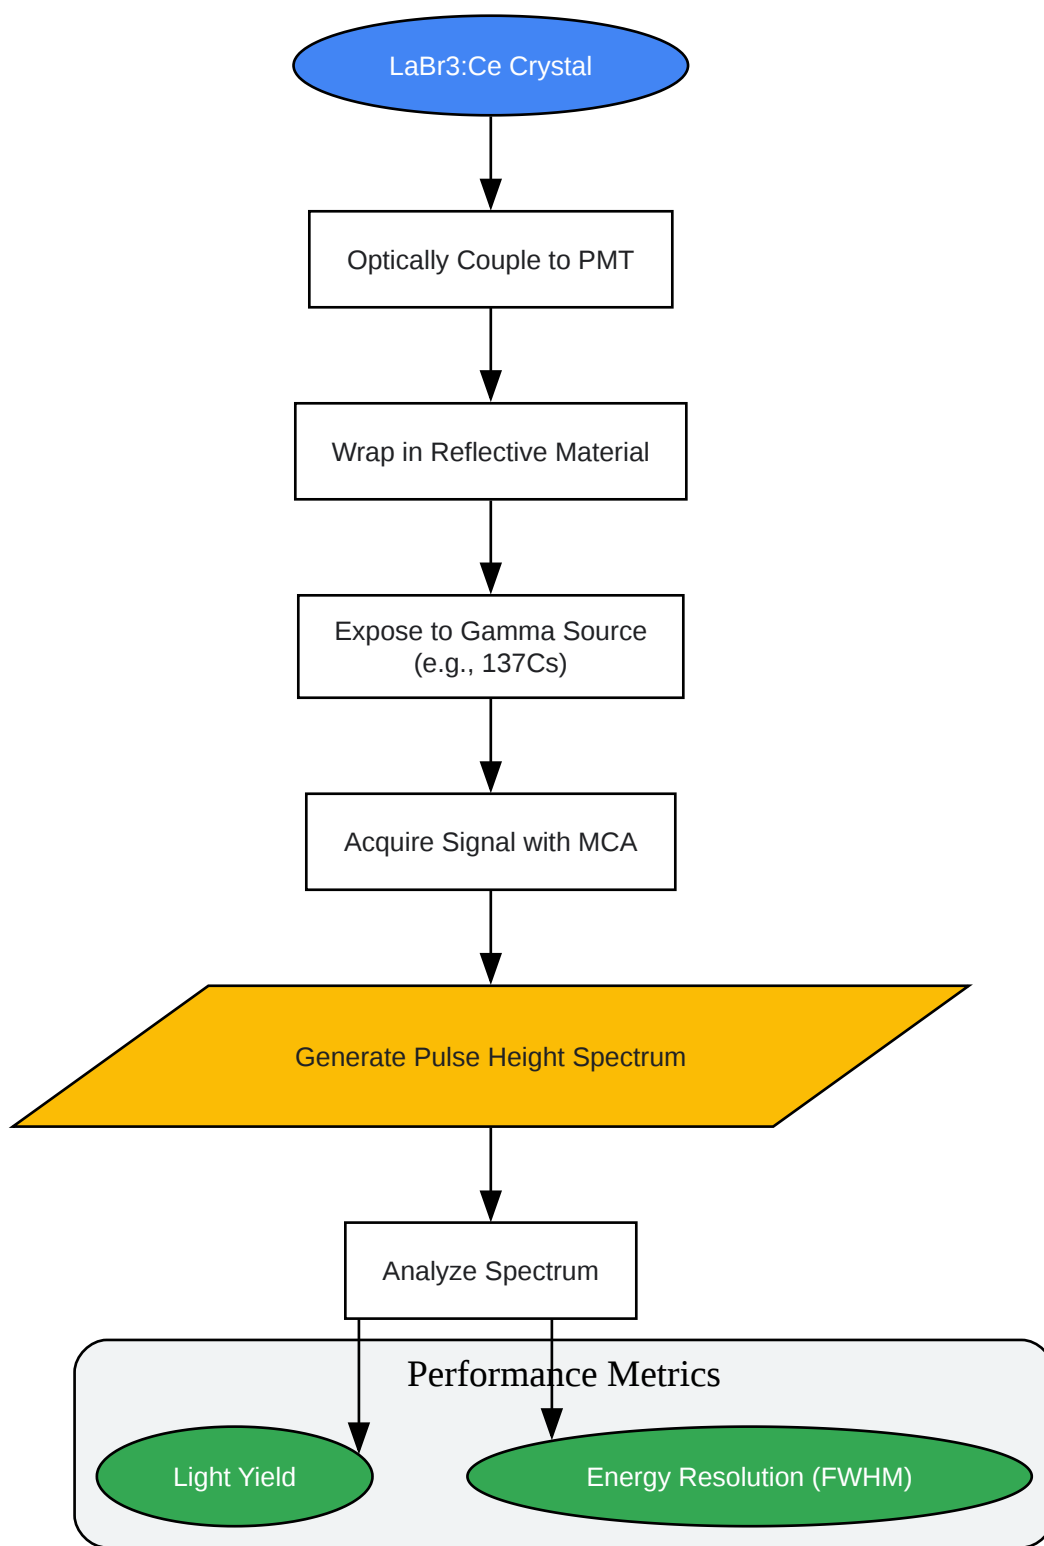 LaBr3:Ce Crystal
Optically Couple to PMT
Wrap in Reflective Material
Expose to Gamma Source
(e.g., 137Cs)
Acquire Signal with MCA
Generate Pulse Height Spectrum
Analyze Spectrum
Performance Metrics
Light Yield
Energy Resolution (FWHM)